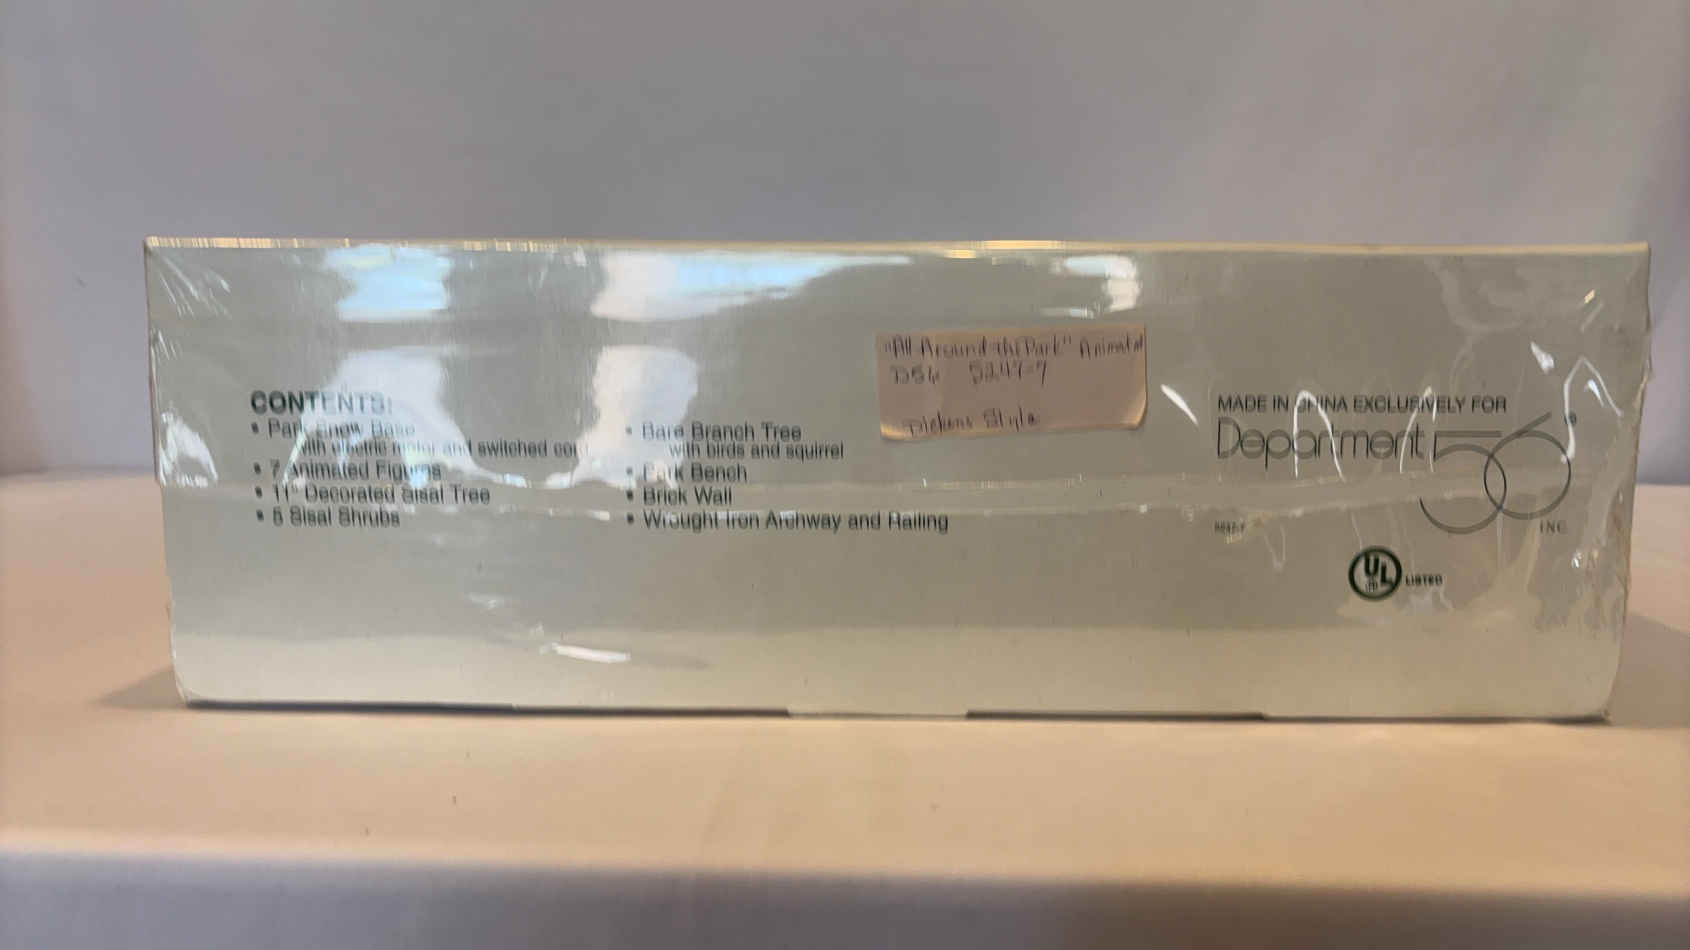 "All Around the Park" Animated
D56 5247-7
Dickens Style
CONTENTS:
• Park Snow Base
with electric motor and switched cord
• 7 Animated Figures
• 11" Decorated Sisal Tree
• 5 Sisal Shrubs
• Bare Branch Tree
with birds and squirrel
• Park Bench
• Brick Wall
• Wrought Iron Archway and Railing
MADE IN CHINA EXCLUSIVELY FOR
Department 56®
INC.
UL LISTED